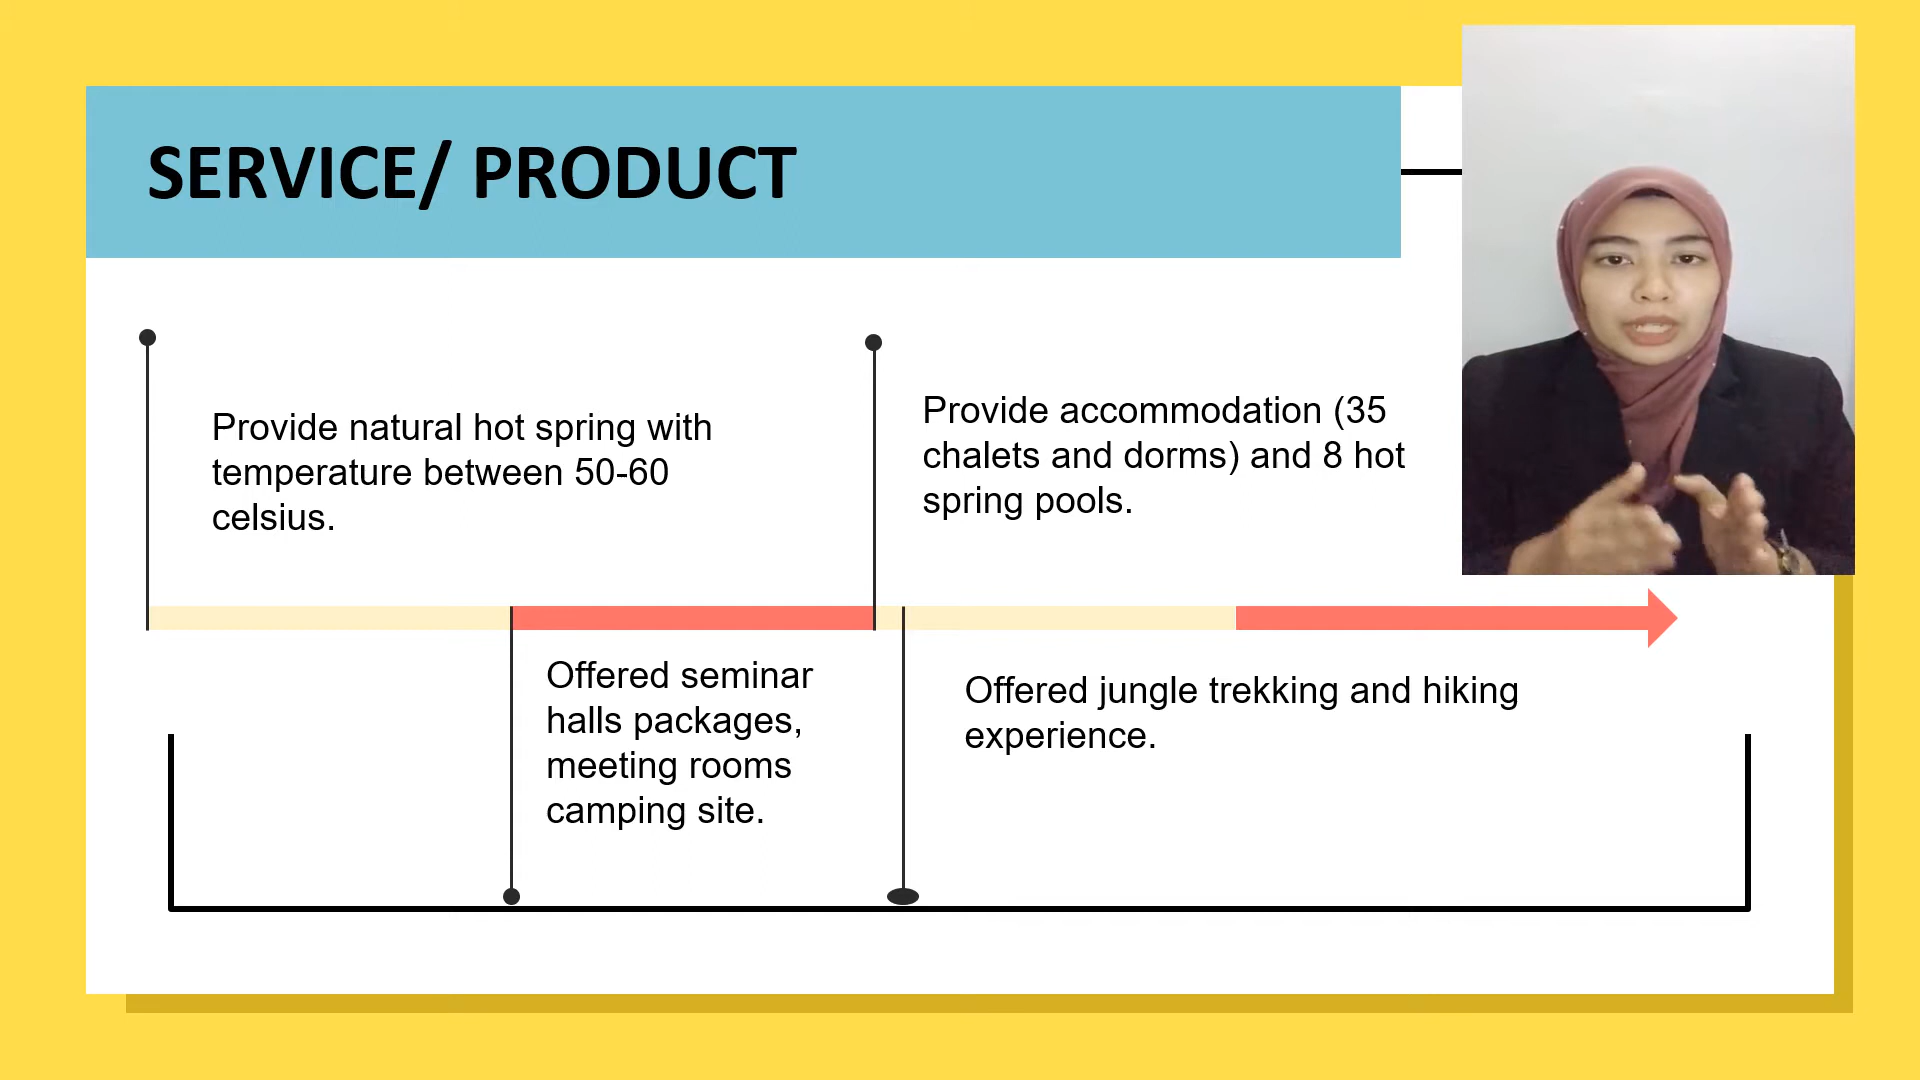 SERVICE/ PRODUCT
Provide natural hot spring with
temperature between 50-60
celsius.
Provide accommodation (35
chalets and dorms) and 8 hot
spring pools.
Offered seminar
halls packages,
meeting rooms
camping site.
Offered jungle trekking and hiking
experience.